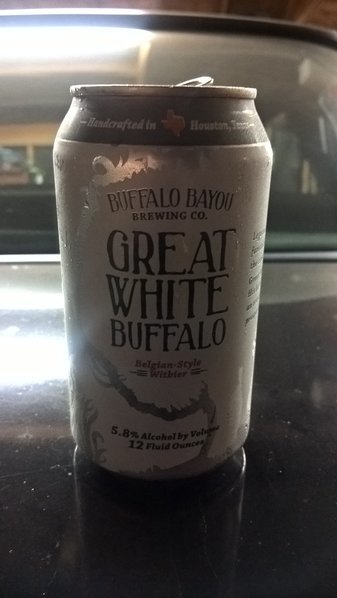 Handcrafted in Houston, Texas
BUFFALO BAYOU
BREWING CO.
GREAT
WHITE
BUFFALO
Belgian-Style
Witbier
5.8% Alcohol by Volume
12 Fluid Ounces